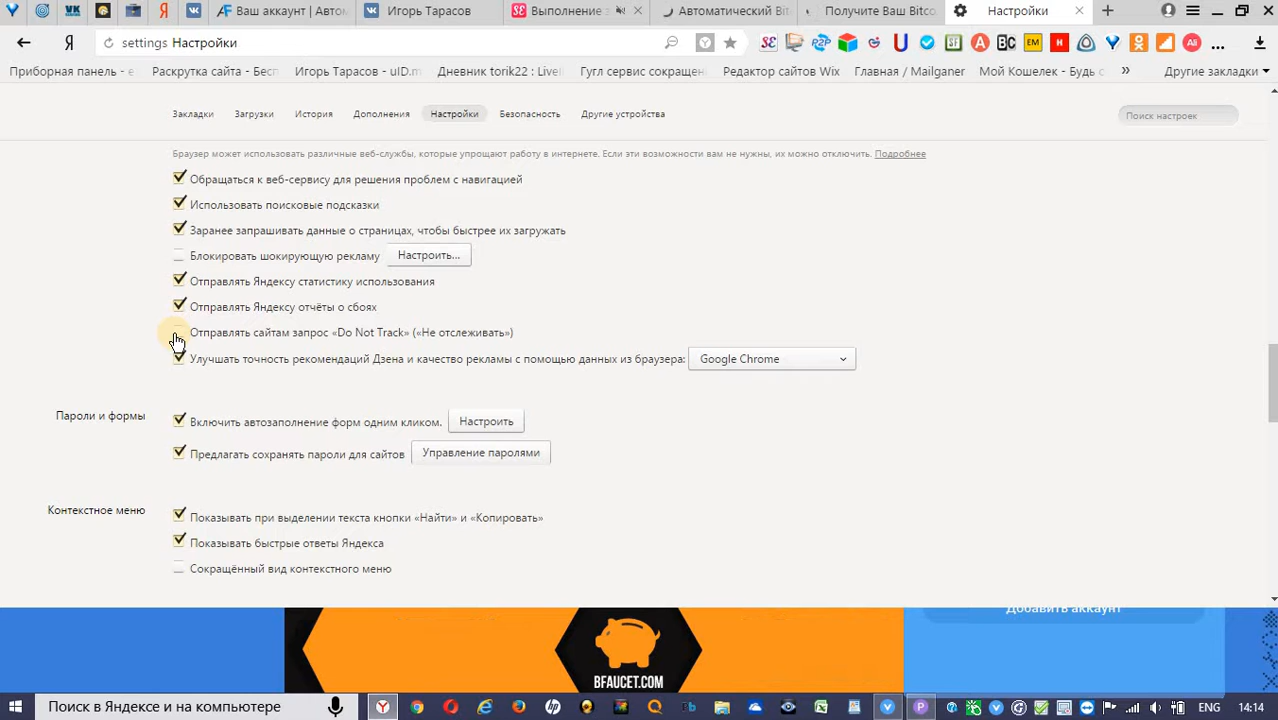 Ваш аккаунт | Автом
Игорь Тарасов
Выполнение з
Автоматический Bit
Получите Ваш Bitco
Настройки
settings Настройки
Приборная панель - е
Раскрутка сайта - Бесп
Игорь Тарасов - uID.m
Дневник torik22 : LiveI
Гугл сервис сокращен
Редактор сайтов Wix
Главная / Mailganer
Мой Кошелек - Будь с
»
Другие закладки
Закладки
Загрузки
История
Дополнения
Настройки
Безопасность
Другие устройства
Поиск настроек
Браузер может использовать различные веб-службы, которые упрощают работу в интернете. Если эти возможности вам не нужны, их можно отключить. Подробнее
Обращаться к веб-сервису для решения проблем с навигацией
Использовать поисковые подсказки
Заранее запрашивать данные о страницах, чтобы быстрее их загружать
Блокировать шокирующую рекламу
Настроить...
Отправлять Яндексу статистику использования
Отправлять Яндексу отчёты о сбоях
Отправлять сайтам запрос «Do Not Track» («Не отслеживать»)
Улучшать точность рекомендаций Дзена и качество рекламы с помощью данных из браузера:
Google Chrome
Пароли и формы
Включить автозаполнение форм одним кликом.
Настроить
Предлагать сохранять пароли для сайтов
Управление паролями
Контекстное меню
Показывать при выделении текста кнопки «Найти» и «Копировать»
Показывать быстрые ответы Яндекса
Сокращённый вид контекстного меню
Добавить аккаунт
BFAUCET.COM
Поиск в Яндексе и на компьютере
ENG
14:14